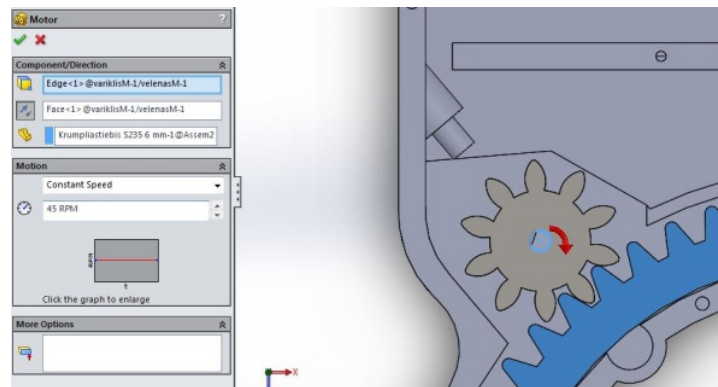 Motor
?
Component/Direction
Edge<1>@variklisM-1/velenasM-1
Face<1>@variklisM-1/velenasM-1
Krumpliastiebis S235 6 mm-1@Assem2
Motion
Constant Speed
45 RPM
RPM
t
Click the graph to enlarge
More Options
X